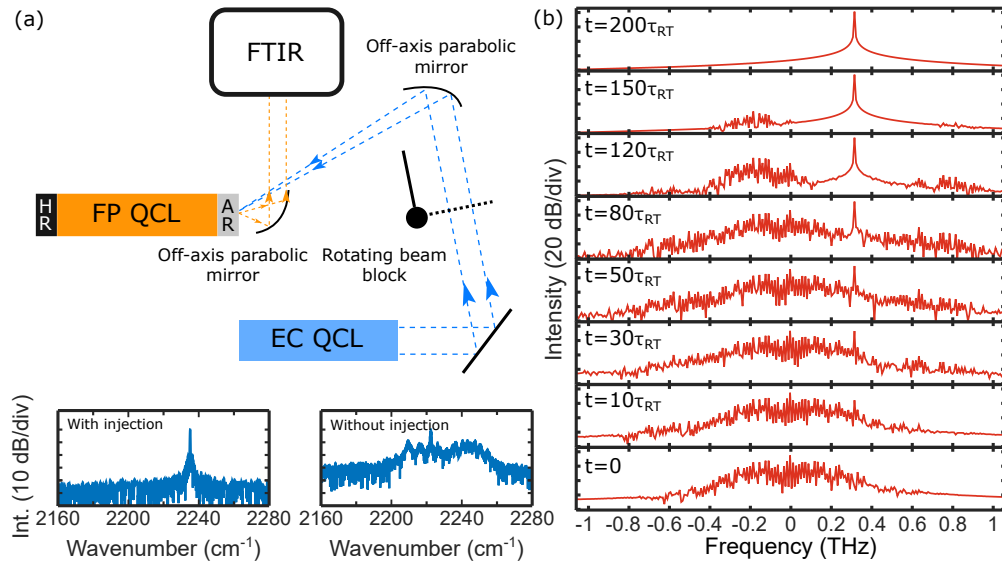 (a)
FTIR
Off-axis parabolic
mirror
HR
FP QCL
AR
Off-axis parabolic
mirror
Rotating beam
block
EC QCL
Int. (10 dB/div)
With injection
2160 2200 2240 2280
Wavenumber (cm⁻¹)
Without injection
2160 2200 2240 2280
Wavenumber (cm⁻¹)
(b)
Intensity (20 dB/div)
t=200τRT
t=150τRT
t=120τRT
t=80τRT
t=50τRT
t=30τRT
t=10τRT
t=0
-1 -0.8 -0.6 -0.4 -0.2 0 0.2 0.4 0.6 0.8 1
Frequency (THz)